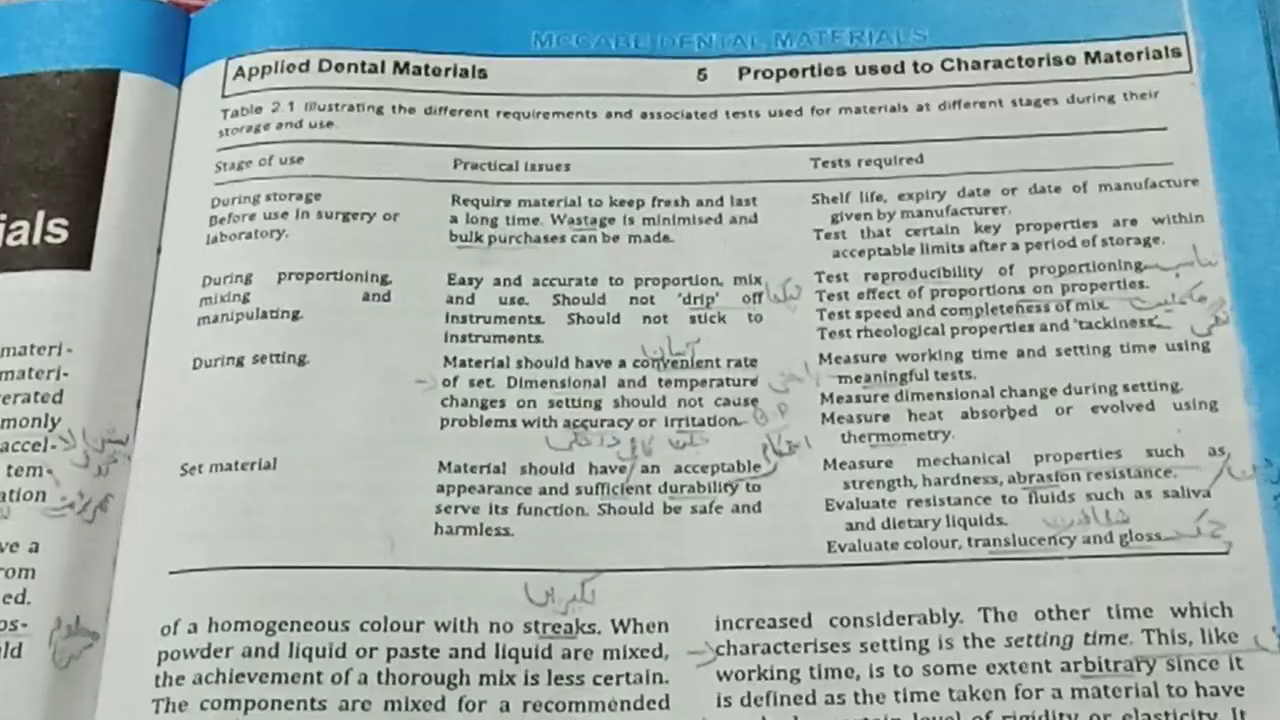 MCCABE DENTAL MATERIALS
Applied Dental Materials
5 Properties used to Characterise Materials
Table 2.1 Illustrating the different requirements and associated tests used for materials at different stages during their
storage and use.
Stage of use
Practical issues
Tests required
During storage
Before use in surgery or
laboratory.
Require material to keep fresh and last
a long time. Wastage is minimised and
bulk purchases can be made.
Shelf life, expiry date or date of manufacture
given by manufacturer.
Test that certain key properties are within
acceptable limits after a period of storage.
During proportioning,
mixing and
manipulating.
Easy and accurate to proportion, mix
and use. Should not 'drip' off
instruments. Should not stick to
instruments.
Test reproducibility of proportioning.
Test effect of proportions on properties.
Test speed and completeness of mix.
Test rheological properties and 'tackiness'.
During setting.
Material should have a convenient rate
of set. Dimensional and temperature
changes on setting should not cause
problems with accuracy or irritation.
Measure working time and setting time using
meaningful tests.
Measure dimensional change during setting.
Measure heat absorbed or evolved using
thermometry.
Set material
Material should have an acceptable
appearance and sufficient durability to
serve its function. Should be safe and
harmless.
Measure mechanical properties such as
strength, hardness, abrasion resistance.
Evaluate resistance to fluids such as saliva
and dietary liquids.
Evaluate colour, translucency and gloss.
of a homogeneous colour with no streaks. When
powder and liquid or paste and liquid are mixed,
the achievement of a thorough mix is less certain.
The components are mixed for a recommended
increased considerably. The other time which
characterises setting is the setting time. This, like
working time, is to some extent arbitrary since it
is defined as the time taken for a material to have
level of rigidity or elasticity. It
ials
materi-
materi-
erated
monly
accel-
tem-
ation
ve a
rom
ed.
os-
ld